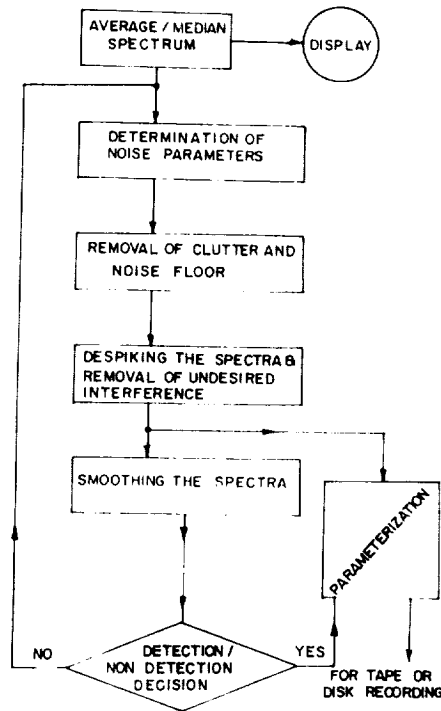 AVERAGE / MEDIAN
SPECTRUM
DISPLAY
DETERMINATION OF
NOISE PARAMETERS
REMOVAL OF CLUTTER AND
NOISE FLOOR
DESPIKING THE SPECTRA &
REMOVAL OF UNDESIRED
INTERFERENCE
SMOOTHING THE SPECTRA
PARAMETERIZATION
NO
DETECTION /
NON DETECTION
DECISION
YES
FOR TAPE OR
DISK RECORDING